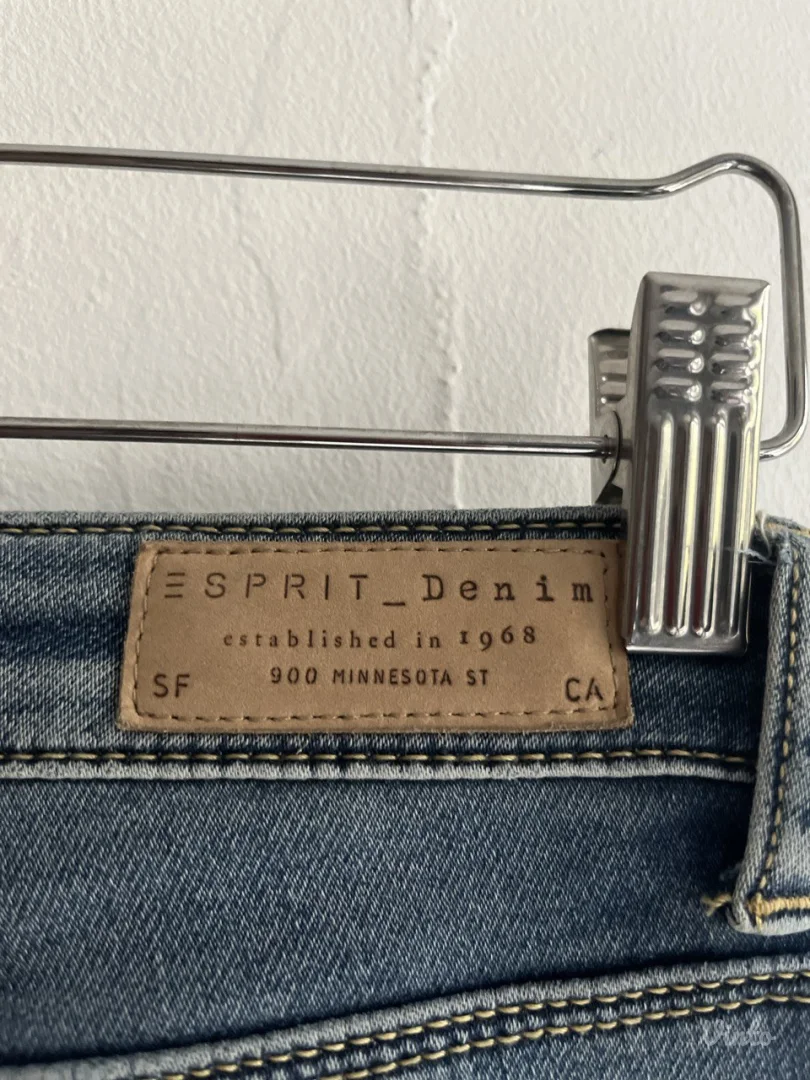 ESPRIT_Denim
established in 1968
900 MINNESOTA ST
SF CA